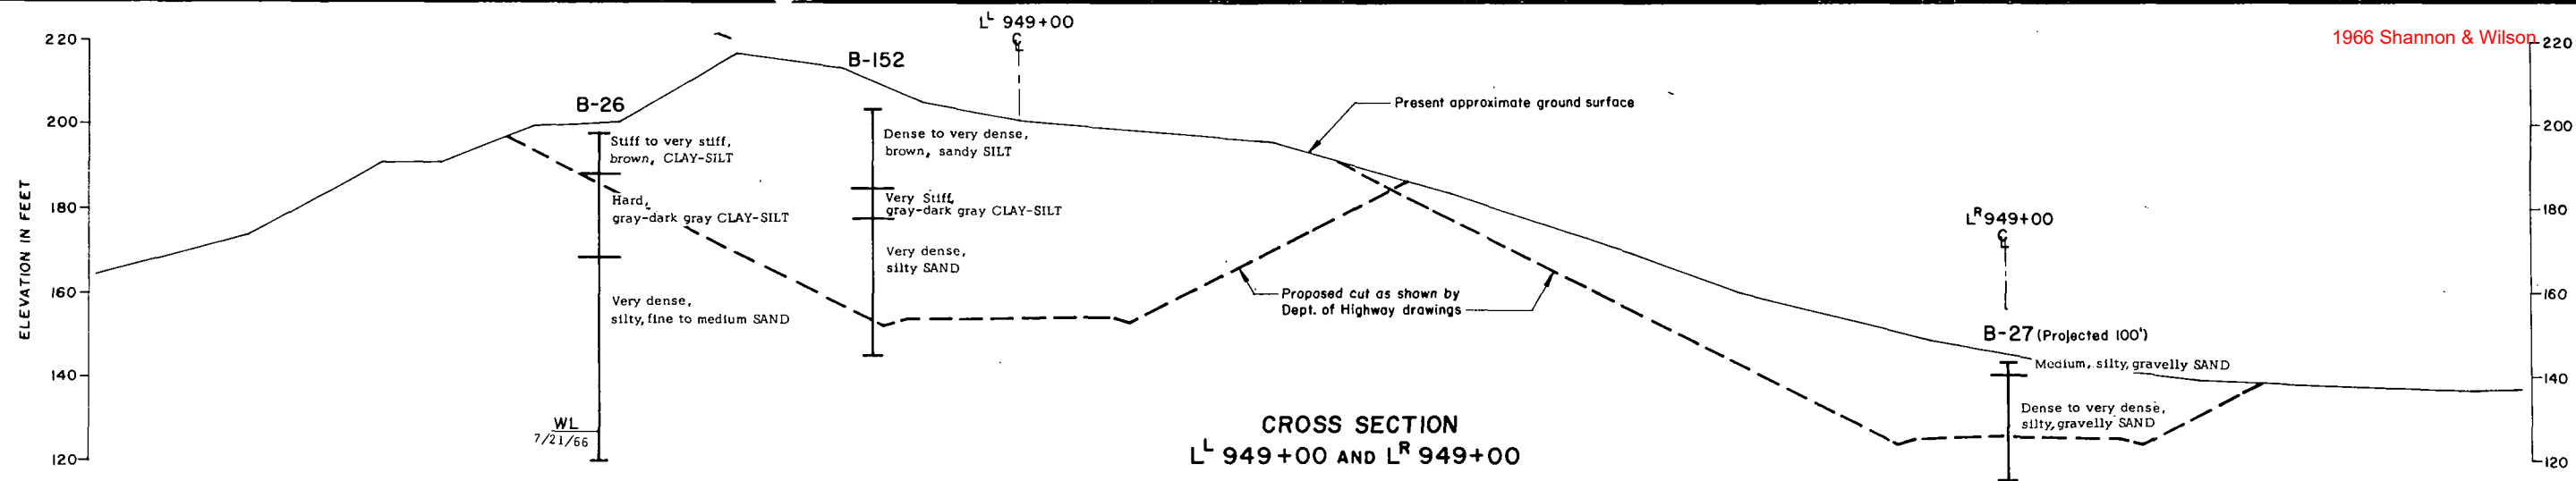 L^L 949+00
℄
1966 Shannon & Wilson
220
200
180
160
140
120
ELEVATION IN FEET
B-26
Stiff to very stiff,
brown, CLAY-SILT
Hard,
gray-dark gray CLAY-SILT
Very dense,
silty, fine to medium SAND
WL
7/21/66
B-152
Dense to very dense,
brown, sandy SILT
Very Stiff,
gray-dark gray CLAY-SILT
Very dense,
silty SAND
Present approximate ground surface
Proposed cut as shown by
Dept. of Highway drawings
L^R 949+00
℄
B-27 (Projected 100')
Medium, silty, gravelly SAND
Dense to very dense,
silty, gravelly SAND
CROSS SECTION
L^L 949+00 AND L^R 949+00
220
200
180
160
140
120